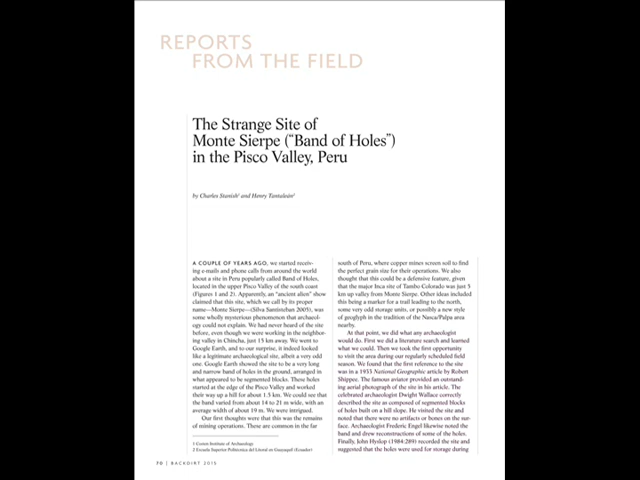 REPORTS
FROM THE FIELD
The Strange Site of
Monte Sierpe (“Band of Holes”)
in the Pisco Valley, Peru
by Charles Stanish¹ and Henry Tantaleán²
A COUPLE OF YEARS AGO, we started receiv-
ing e-mails and phone calls from around the world
about a site in Peru popularly called Band of Holes,
located in the upper Pisco Valley of the south coast
(Figures 1 and 2). Apparently, an “ancient alien” show
claimed that this site, which we call by its proper
name—Monte Sierpe—(Silva Santisteban 2005), was
some wholly mysterious phenomenon that archaeol-
ogy could not explain. We had never heard of the site
before, even though we were working in the neighbor-
ing valley in Chincha, just 15 km away. We went to
Google Earth, and to our surprise, it indeed looked
like a legitimate archaeological site, albeit a very odd
one. Google Earth showed the site to be a very long
and narrow band of holes in the ground, arranged in
what appeared to be segmented blocks. These holes
started at the edge of the Pisco Valley and worked
their way up a hill for about 1.5 km. We could see that
the band varied from about 14 to 21 m wide, with an
average width of about 19 m. We were intrigued.
Our first thoughts were that this was the remains
of mining operations. These are common in the far
1 Cotsen Institute of Archaeology
2 Escuela Superior Politécnica del Litoral en Guayaquil (Ecuador)
south of Peru, where copper mines screen soil to find
the perfect grain size for their operations. We also
thought that this could be a defensive feature, given
that the major Inca site of Tambo Colorado was just 5
km up valley from Monte Sierpe. Other ideas included
this being a marker for a trail leading to the north,
some very odd storage units, or possibly a new style
of geoglyph in the tradition of the Nasca/Palpa area
nearby.
At that point, we did what any archaeologist
would do. First we did a literature search and learned
what we could. Then we took the first opportunity
to visit the area during our regularly scheduled field
season. We found that the first reference to the site
was in a 1933 National Geographic article by Robert
Shippee. The famous aviator provided an outstand-
ing aerial photograph of the site in his article. The
celebrated archaeologist Dwight Wallace correctly
described the site as composed of segmented blocks
of holes built on a hill slope. He visited the site and
noted that there were no artifacts or bones on the sur-
face. Archaeologist Frederic Engel likewise noted the
band and drew reconstructions of some of the holes.
Finally, John Hyslop (1984:289) recorded the site and
suggested that the holes were used for storage during
70 | BACKDIRT 2015